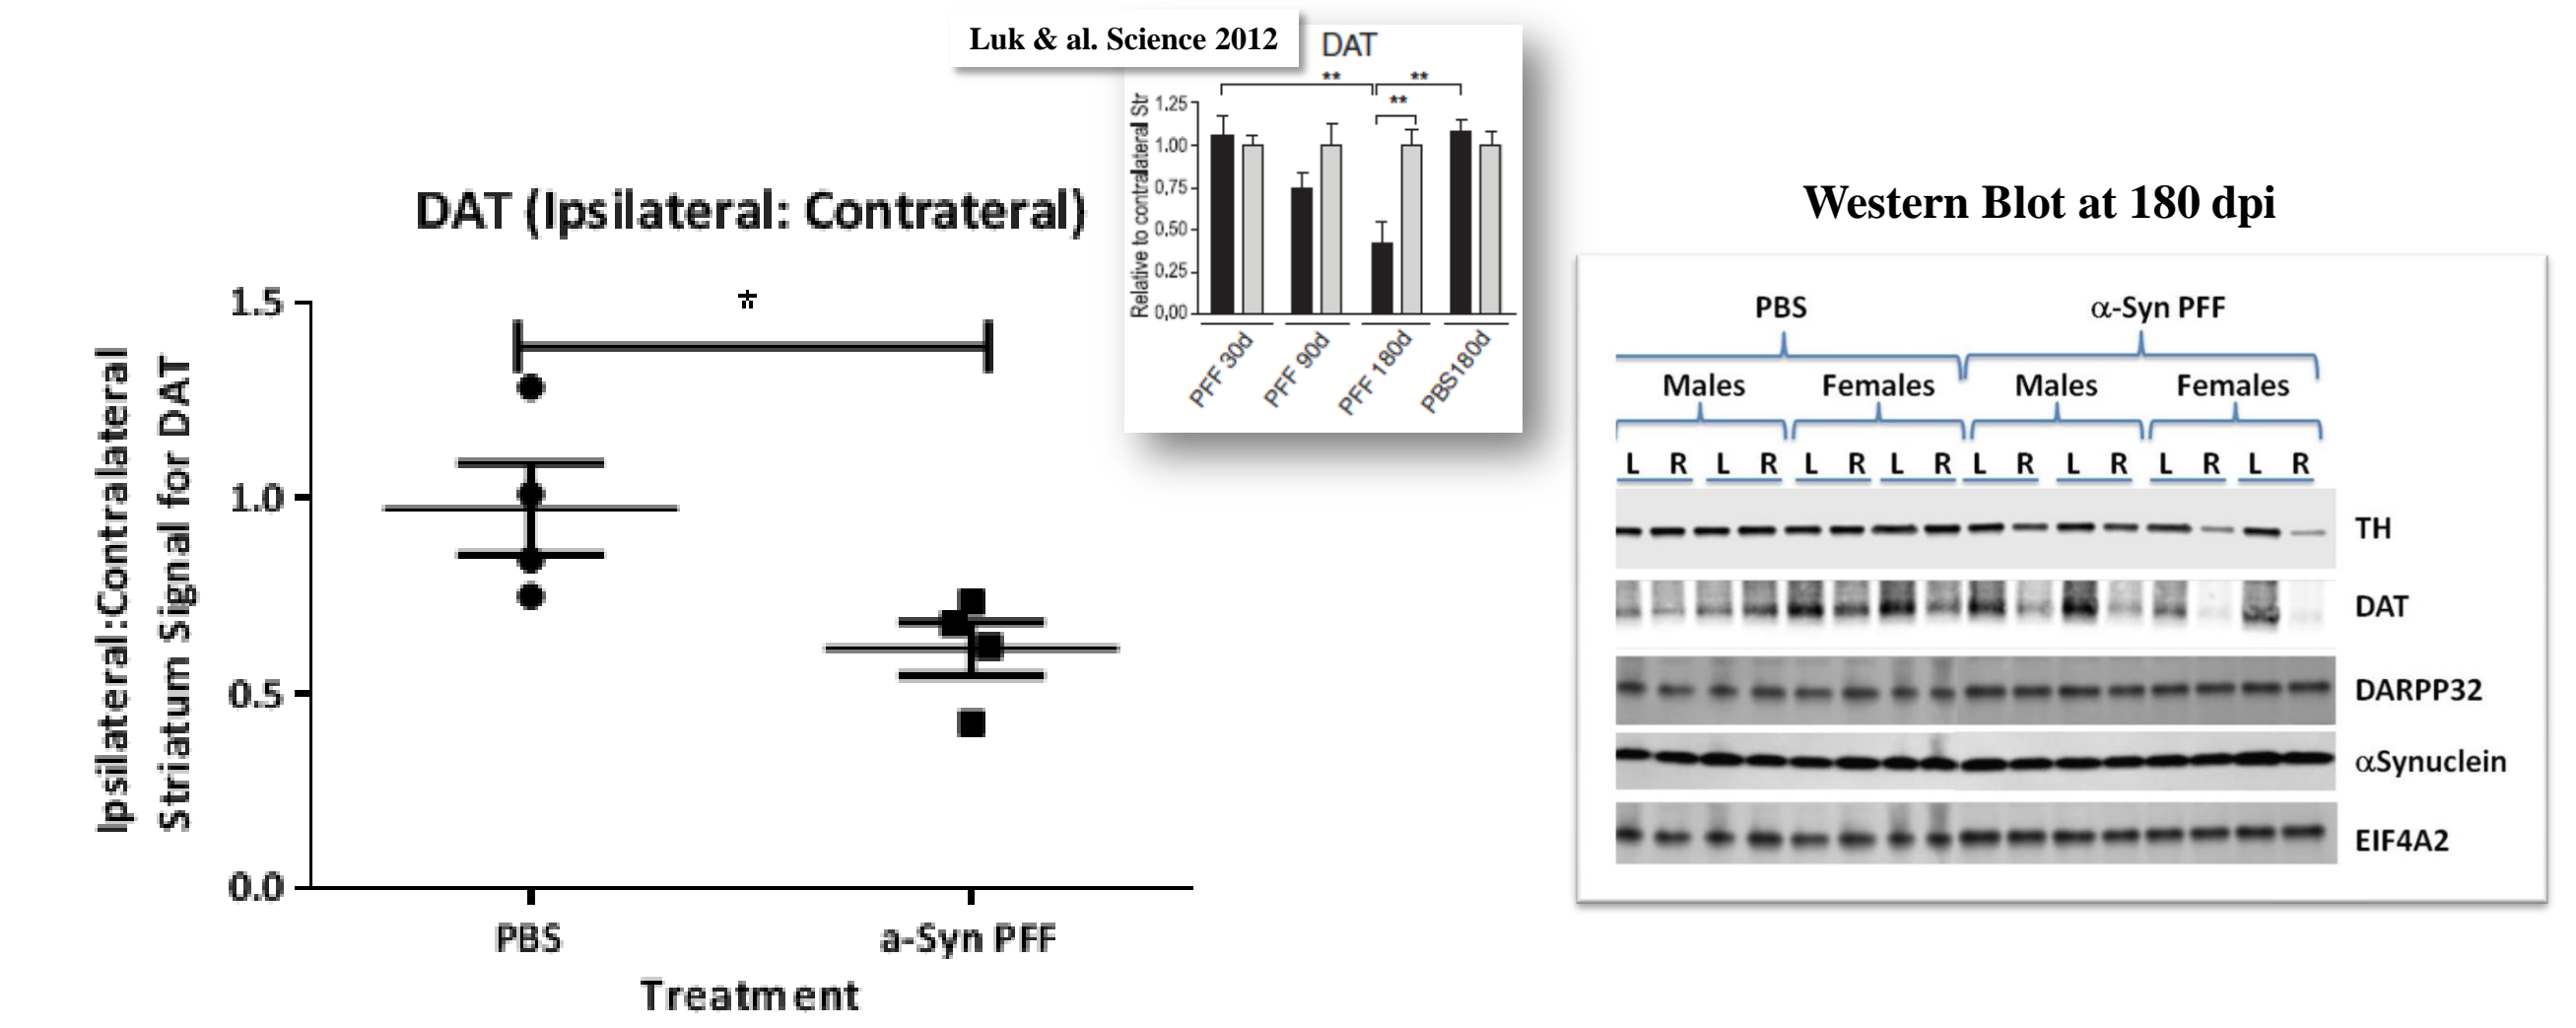 Luk & al. Science 2012
DAT
**
**
**
Relative to contralateral Str
1.25
1.00
0,75
0.50
0.25
0,00
PFF 30d
PFF 90d
PFF 180d
PBS180d
DAT (Ipsilateral: Contrateral)
*
Ipsilateral:Contralateral
Striatum Signal for DAT
1.5
1.0
0.5
0.0
PBS
a-Syn PFF
Treatment
Western Blot at 180 dpi
PBS
α-Syn PFF
Males
Females
Males
Females
L R L R L R L R L R L R L R L R
TH
DAT
DARPP32
αSynuclein
EIF4A2